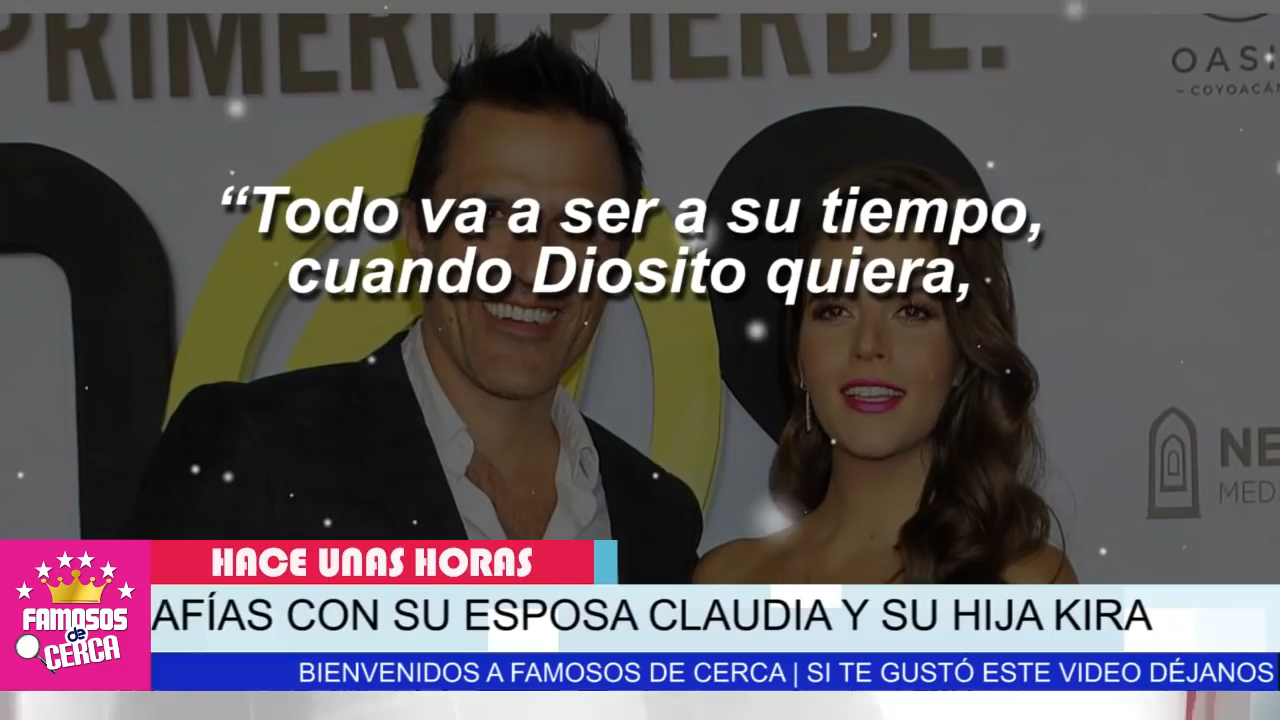 PRIMERO PIERDE.
OASI
– COYOACÁN
“Todo va a ser a su tiempo,
cuando Diosito quiera,
NE
MED
HACE UNAS HORAS
FAMOSOS
de
CERCA
AFÍAS CON SU ESPOSA CLAUDIA Y SU HIJA KIRA
BIENVENIDOS A FAMOSOS DE CERCA | SI TE GUSTÓ ESTE VIDEO DÉJANOS